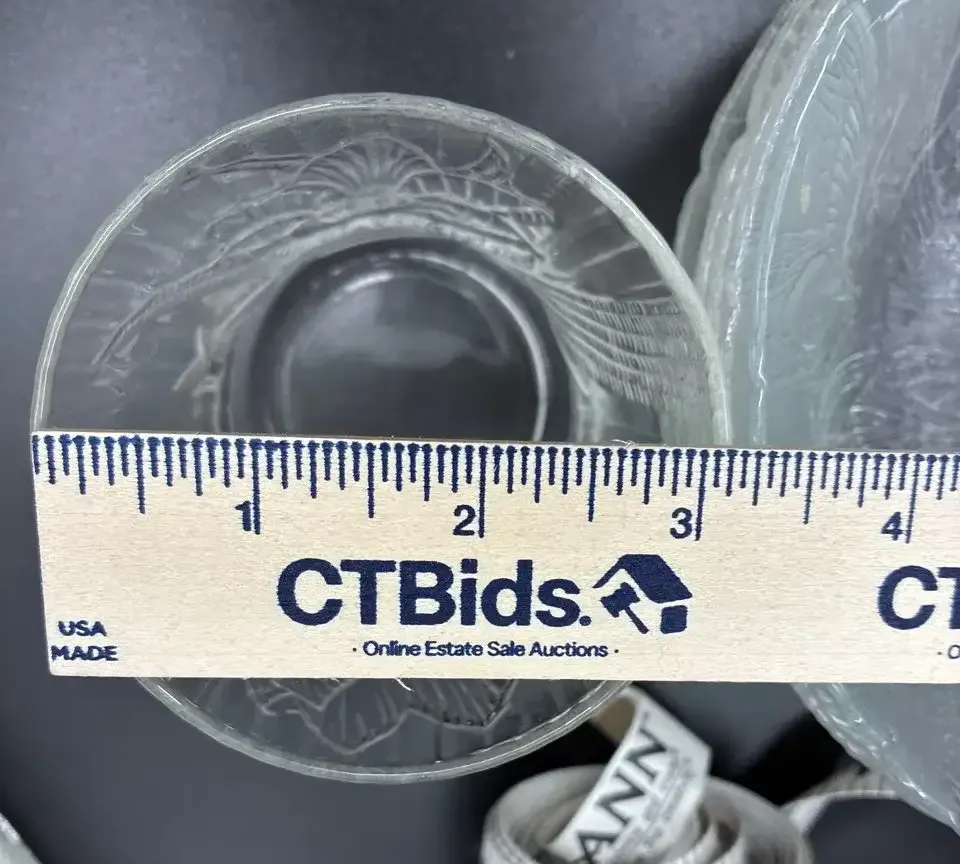 1 2 3 4
CTBids. CT
· Online Estate Sale Auctions · · O
USA
MADE
ANN